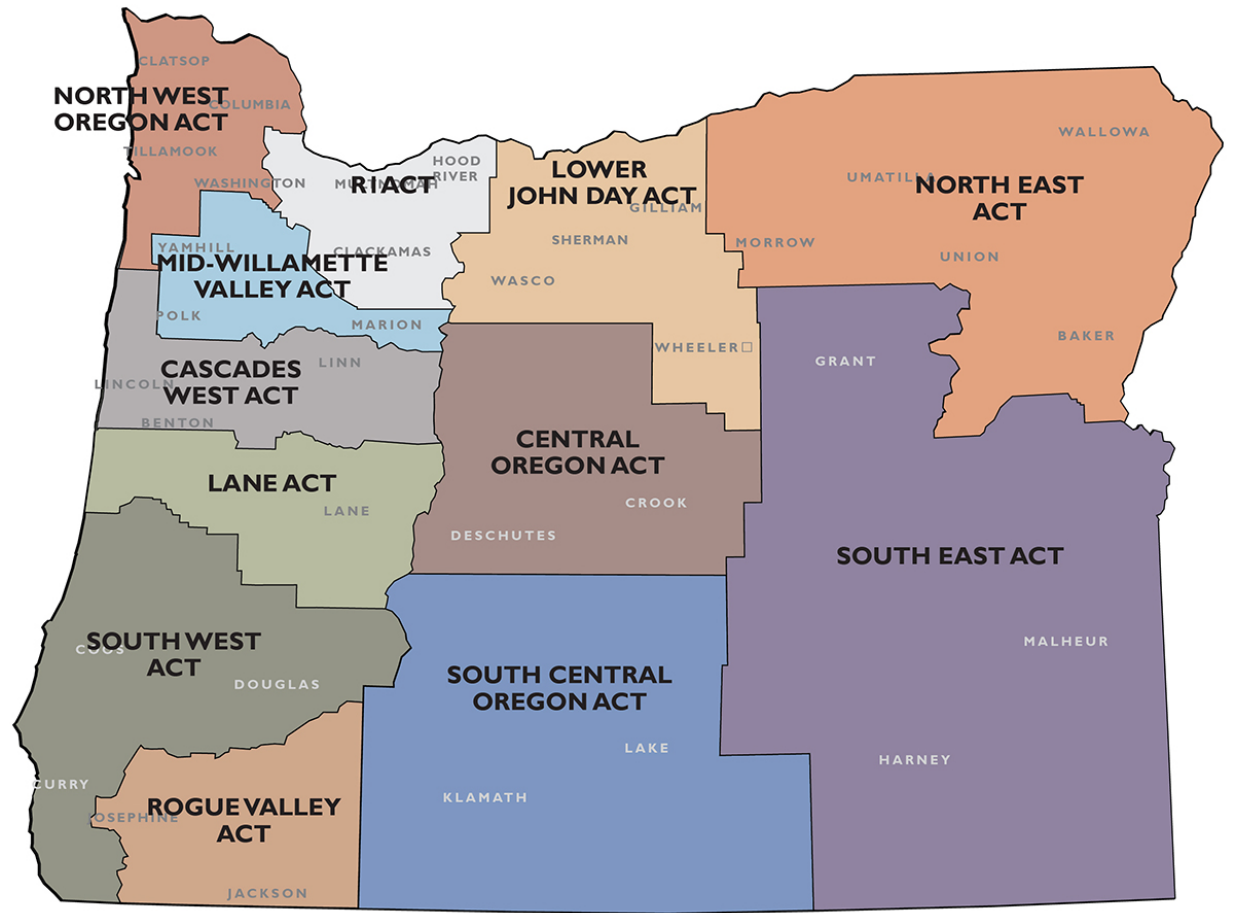 CLATSOP
NORTH WEST
OREGON ACT
COLUMBIA
TILLAMOOK
WASHINGTON
MULTNOMAH
R1 ACT
HOOD
RIVER
CLACKAMAS
LOWER
JOHN DAY ACT
GILLIAM
SHERMAN
WASCO
WHEELER□
WALLOWA
UMATILLA
NORTH EAST
ACT
MORROW
UNION
BAKER
YAMHILL
MID-WILLAMETTE
VALLEY ACT
POLK
MARION
CASCADES
WEST ACT
LINN
LINCOLN
BENTON
GRANT
CENTRAL
OREGON ACT
CROOK
DESCHUTES
LANE ACT
LANE
SOUTH EAST ACT
MALHEUR
HARNEY
SOUTH WEST
ACT
COOS
DOUGLAS
CURRY
SOUTH CENTRAL
OREGON ACT
LAKE
KLAMATH
ROGUE VALLEY
ACT
JOSEPHINE
JACKSON